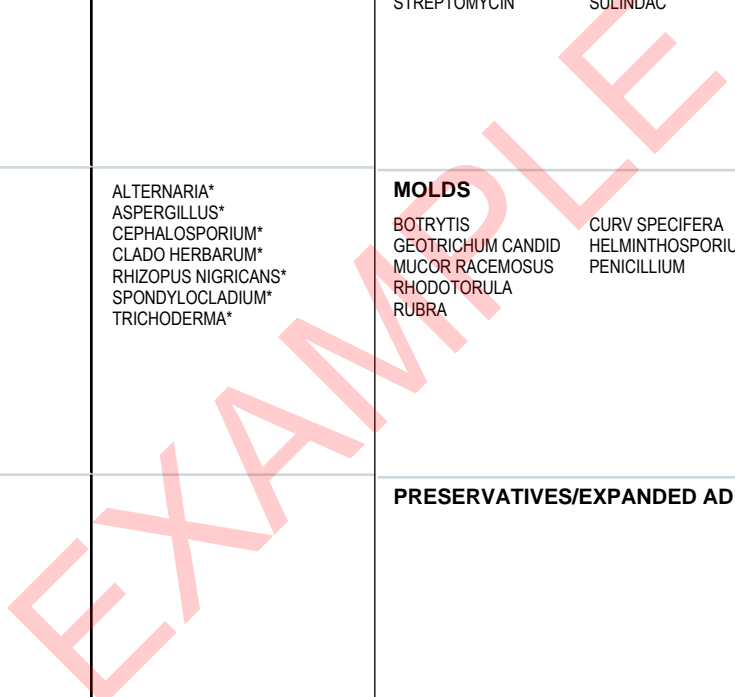 STREPTOMYCIN SULINDAC
ALTERNARIA*
ASPERGILLUS*
CEPHALOSPORIUM*
CLADO HERBARUM*
RHIZOPUS NIGRICANS*
SPONDYLOCLADIUM*
TRICHODERMA*
MOLDS
BOTRYTIS CURV SPECIFERA
GEOTRICHUM CANDID HELMINTHOSPORIU
MUCOR RACEMOSUS PENICILLIUM
RHODOTORULA
RUBRA
PRESERVATIVES/EXPANDED AD
EXAMPLE